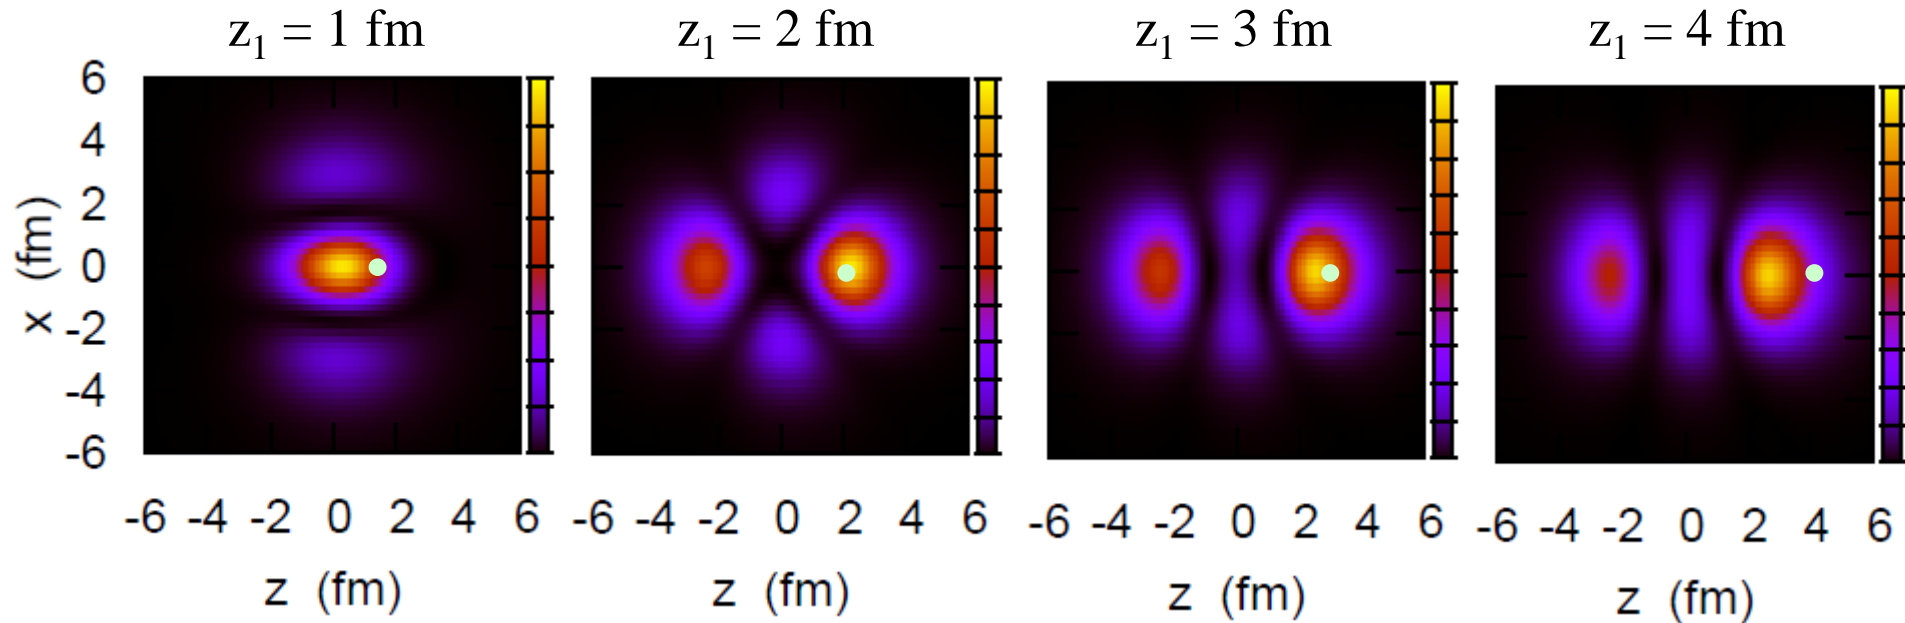 z₁ = 1 fm z₁ = 2 fm z₁ = 3 fm z₁ = 4 fm
6
4
2
0
-2
-4
-6
x (fm)
-6 -4 -2 0 2 4 6 -6 -4 -2 0 2 4 6 -6 -4 -2 0 2 4 6 -6 -4 -2 0 2 4 6
z (fm) z (fm) z (fm) z (fm)